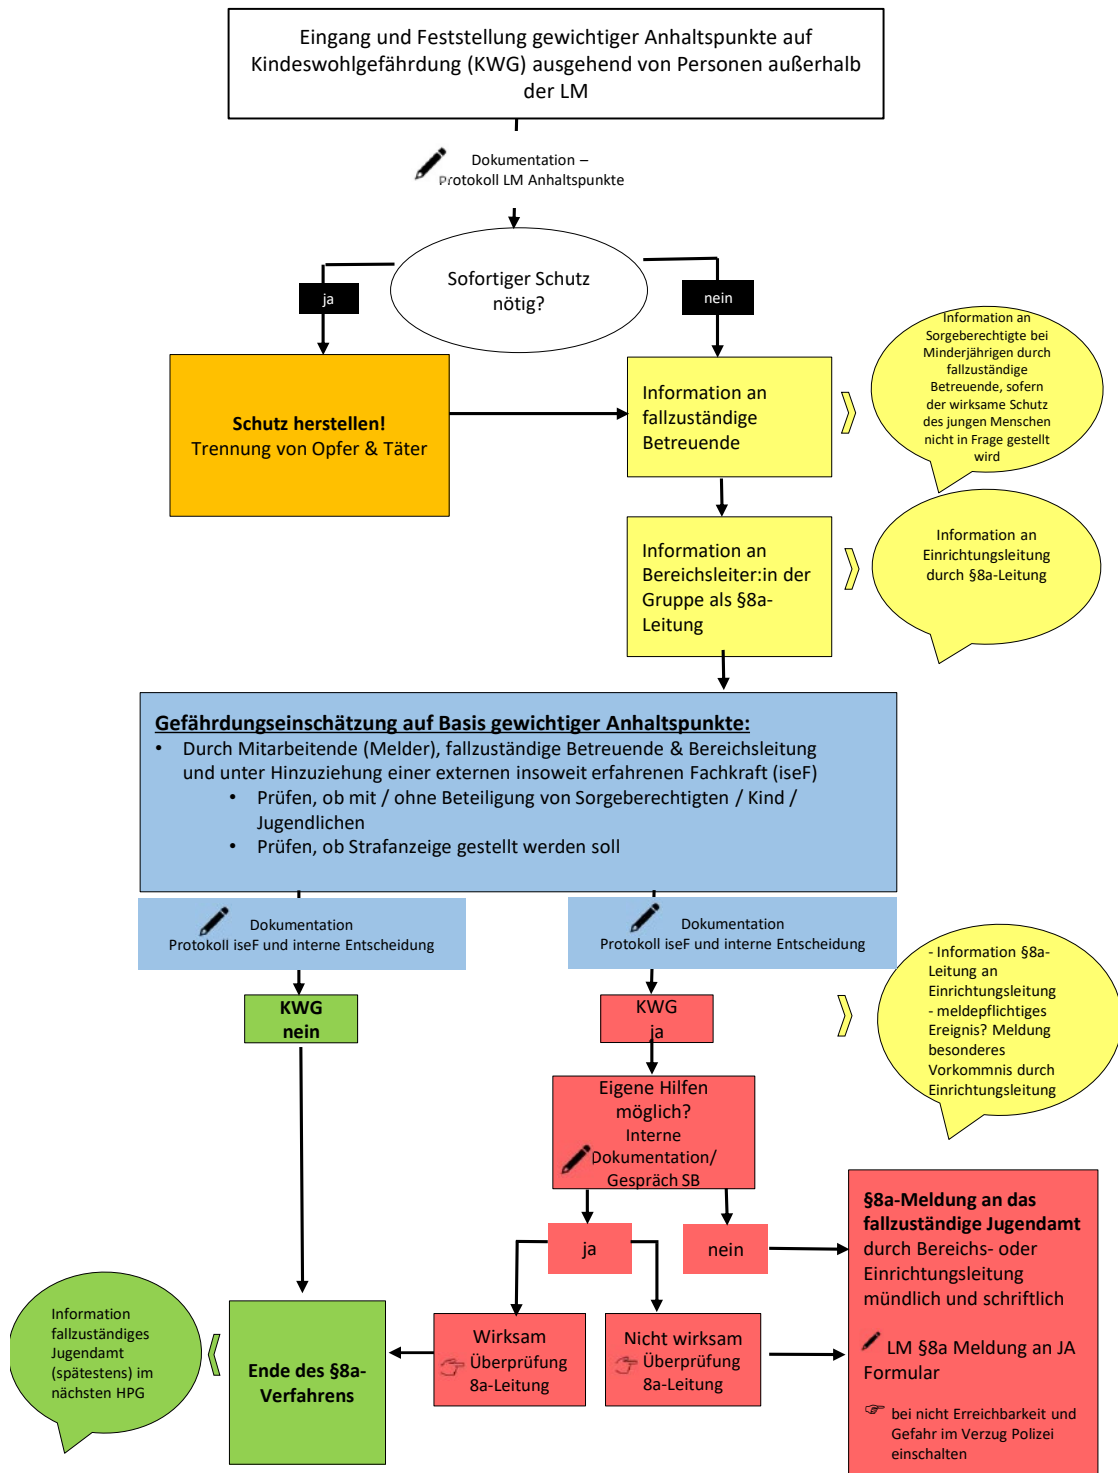 Eingang und Feststellung gewichtiger Anhaltspunkte auf
Kindeswohlgefährdung (KWG) ausgehend von Personen außerhalb
der LM
Dokumentation –
Protokoll LM Anhaltspunkte
Sofortiger Schutz
nötig?
ja
nein
Schutz herstellen!
Trennung von Opfer & Täter
Information an
fallzuständige
Betreuende
Information an
Sorgeberechtigte bei
Minderjährigen durch
fallzuständige
Betreuende, sofern
der wirksame Schutz
des jungen Menschen
nicht in Frage gestellt
wird
Information an
Bereichsleiter:in der
Gruppe als §8a-
Leitung
Information an
Einrichtungsleitung
durch §8a-Leitung
Gefährdungseinschätzung auf Basis gewichtiger Anhaltspunkte:
• Durch Mitarbeitende (Melder), fallzuständige Betreuende & Bereichsleitung
und unter Hinzuziehung einer externen insoweit erfahrenen Fachkraft (iseF)
• Prüfen, ob mit / ohne Beteiligung von Sorgeberechtigten / Kind /
Jugendlichen
• Prüfen, ob Strafanzeige gestellt werden soll
Dokumentation
Protokoll iseF und interne Entscheidung
Dokumentation
Protokoll iseF und interne Entscheidung
KWG
nein
KWG
ja
- Information §8a-
Leitung an
Einrichtungsleitung
- meldepflichtiges
Ereignis? Meldung
besonderes
Vorkommnis durch
Einrichtungsleitung
Eigene Hilfen
möglich?
Interne
Dokumentation/
Gespräch SB
ja
nein
§8a-Meldung an das
fallzuständige Jugendamt
durch Bereichs- oder
Einrichtungsleitung
mündlich und schriftlich
LM §8a Meldung an JA
Formular
bei nicht Erreichbarkeit und
Gefahr im Verzug Polizei
einschalten
Information
fallzuständiges
Jugendamt
(spätestens) im
nächsten HPG
Ende des §8a-
Verfahrens
Wirksam
Überprüfung
8a-Leitung
Nicht wirksam
Überprüfung
8a-Leitung